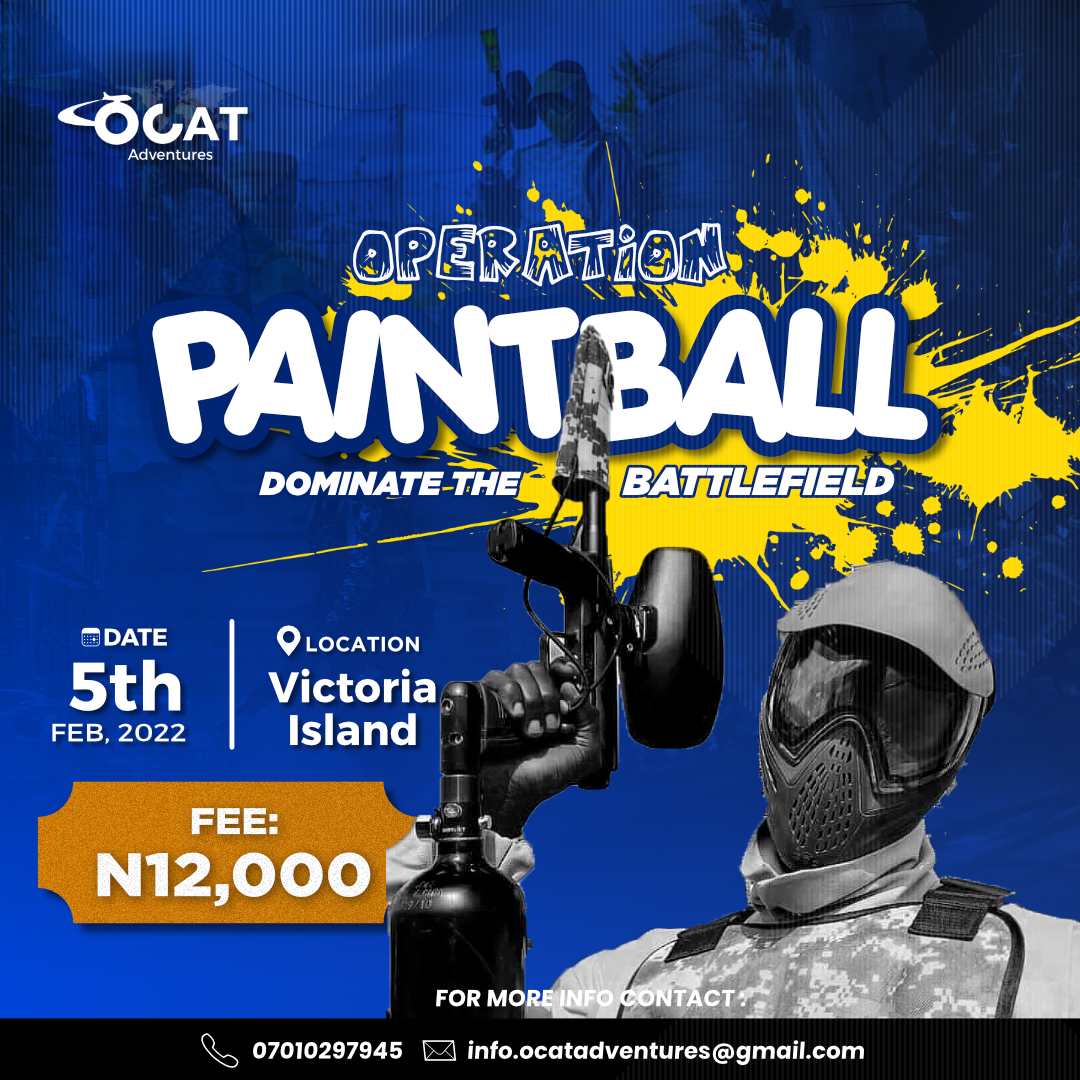 OCAT
Adventures
OPERATION
PAINTBALL
DOMINATE THE BATTLEFIELD
DATE
5th
FEB, 2022
LOCATION
Victoria
Island
FEE:
N12,000
FOR MORE INFO CONTACT :
07010297945 info.ocatadventures@gmail.com